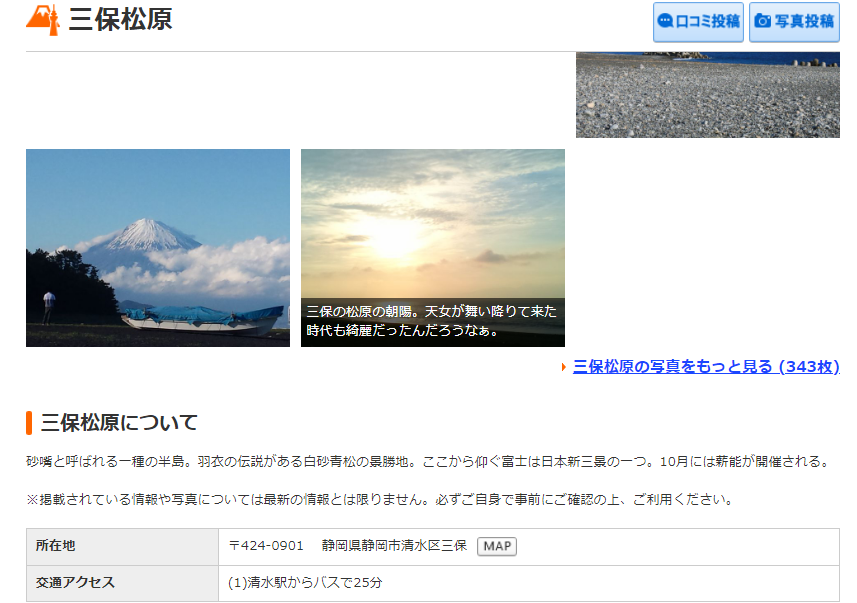 三保松原
口コミ投稿
写真投稿
三保の松原の朝陽。天女が舞い降りて来た
時代も綺麗だったんだろうなぁ。
三保松原の写真をもっと見る (343枚)
三保松原について
砂嘴と呼ばれる一種の半島。羽衣の伝説がある白砂青松の景勝地。ここから仰ぐ富士は日本新三景の一つ。10月には薪能が開催される。
※掲載されている情報や写真については最新の情報とは限りません。必ずご自身で事前にご確認の上、ご利用ください。
所在地
〒424-0901 静岡県静岡市清水区三保 MAP
交通アクセス
(1)清水駅からバスで25分